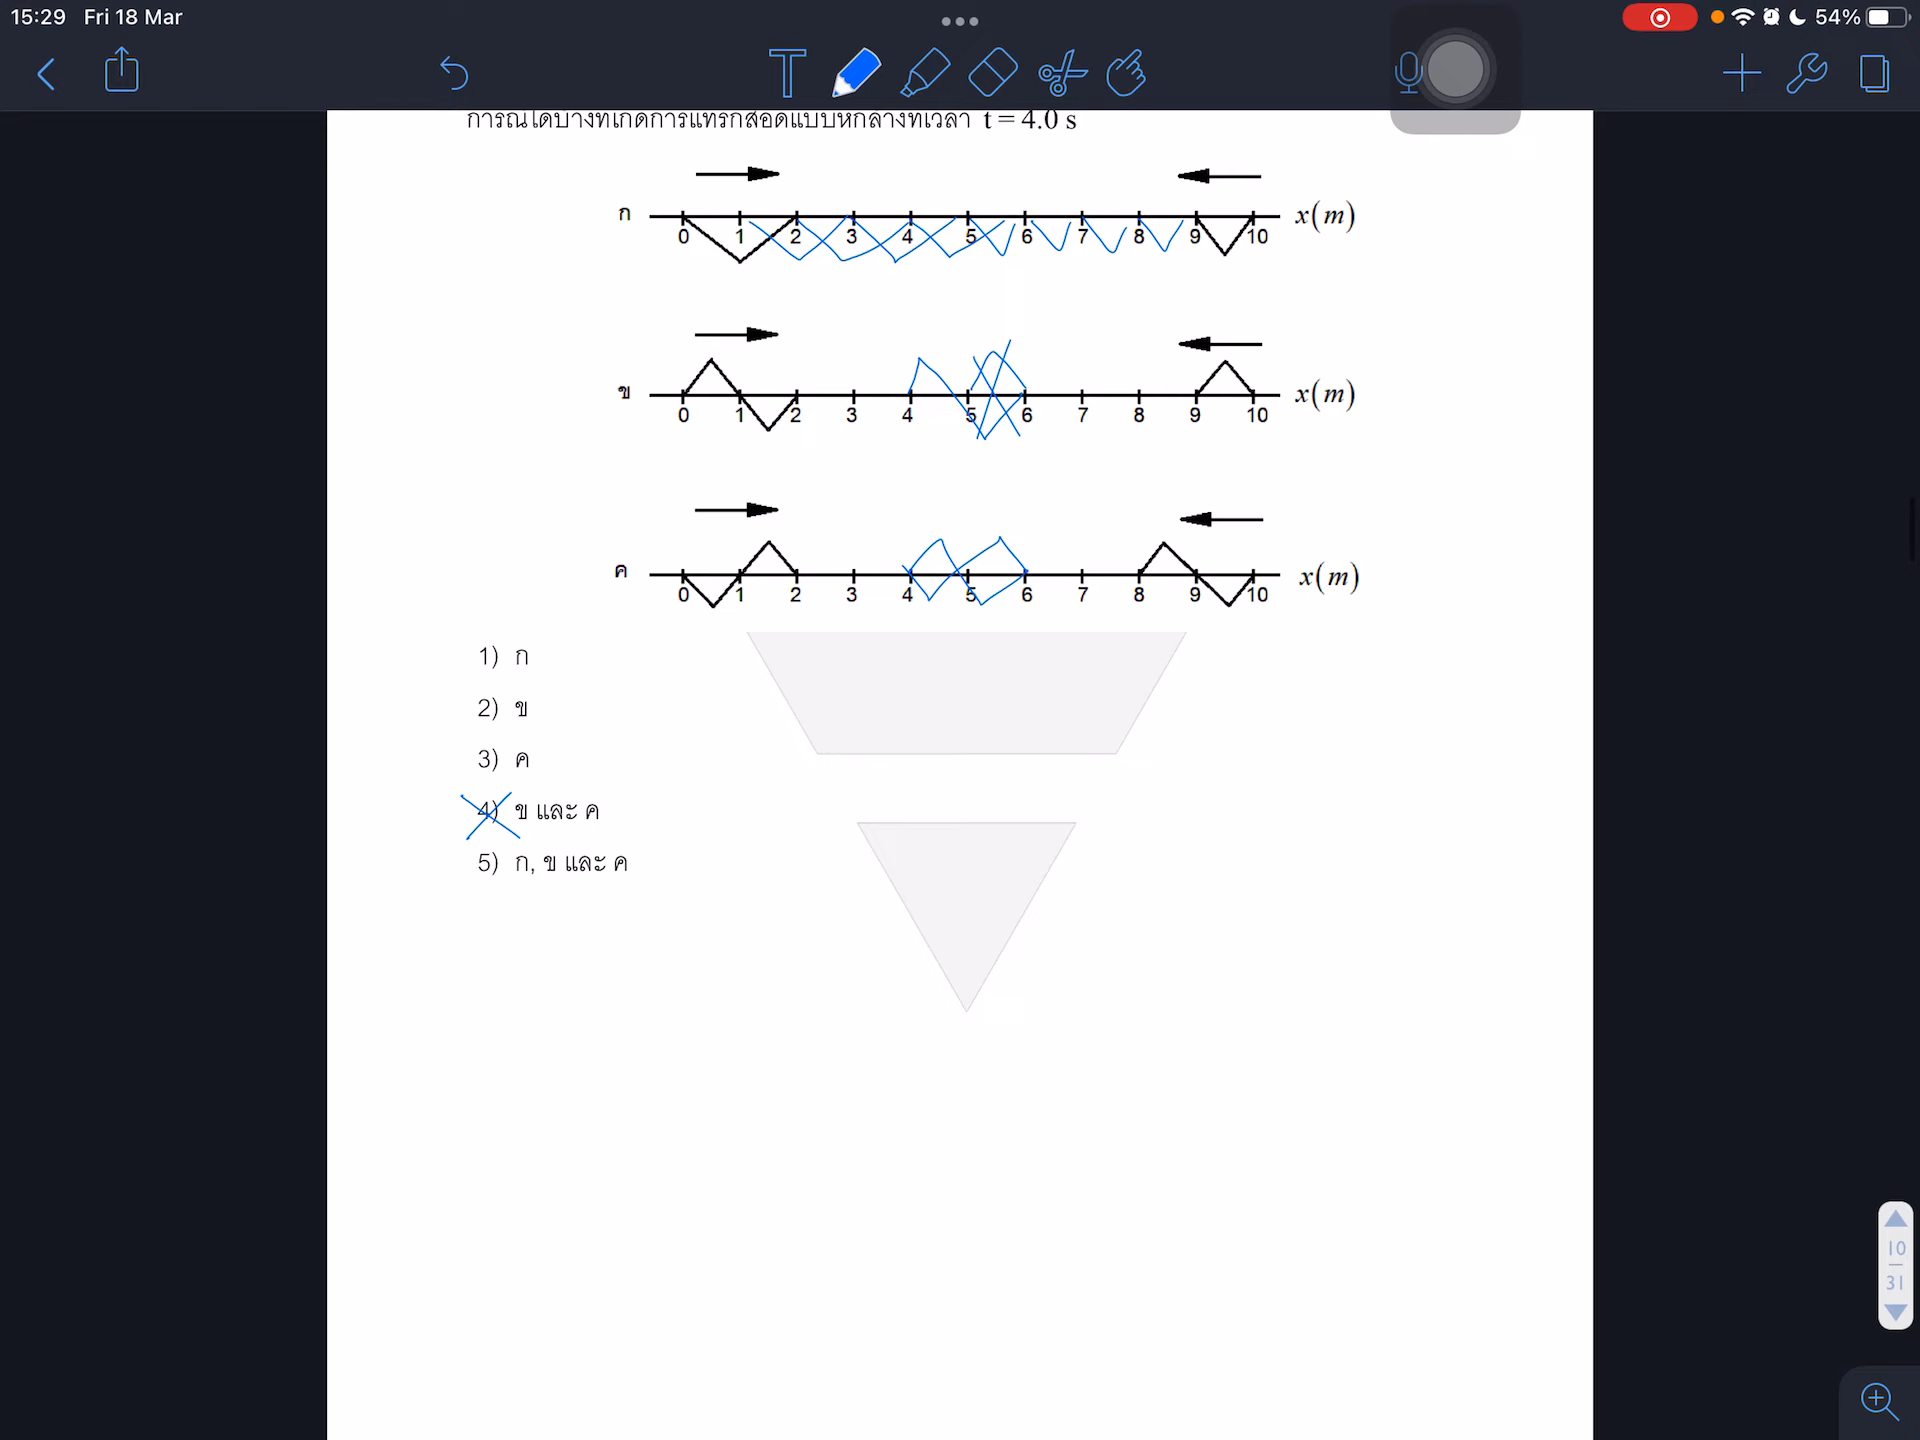 15:29 Fri 18 Mar
54%
การณ์ใดบ้างที่เกิดการแทรกสอดแบบหักล้างที่เวลา t = 4.0 s
ก 0 1 2 3 4 5 6 7 8 9 10 x(m)
ข 0 1 2 3 4 5 6 7 8 9 10 x(m)
ค 0 1 2 3 4 5 6 7 8 9 10 x(m)
1) ก
2) ข
3) ค
4) ข และ ค
5) ก, ข และ ค
10
31